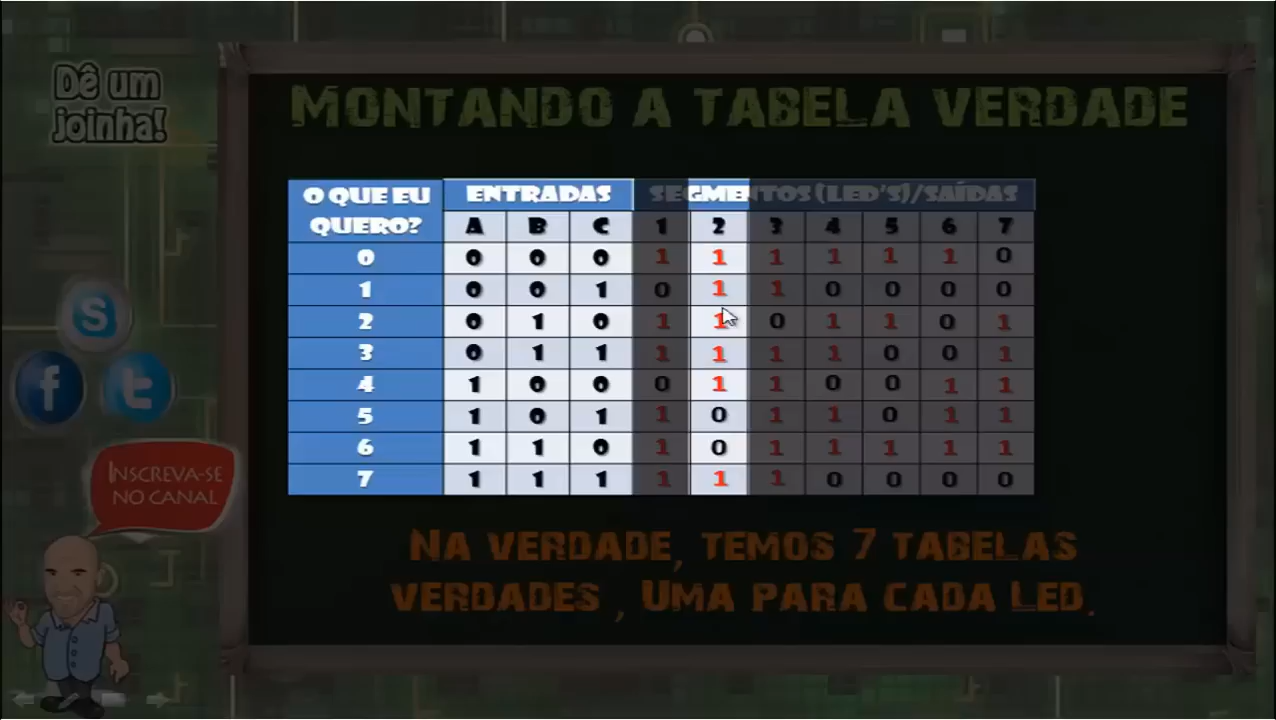 Dê um
joinha!
MONTANDO A TABELA VERDADE
O QUE EU QUERO? ENTRADAS SEGMENTOS (LED'S)/SAÍDAS
A B C 1 2 3 4 5 6 7
0 0 0 0 1 1 1 1 1 1 0
1 0 0 1 0 1 1 0 0 0 0
2 0 1 0 1 1 0 1 1 0 1
3 0 1 1 1 1 1 1 0 0 1
4 1 0 0 0 1 1 0 0 1 1
5 1 0 1 1 0 1 1 0 1 1
6 1 1 0 1 0 1 1 1 1 1
7 1 1 1 1 1 1 0 0 0 0
INSCREVA-SE
NO CANAL
NA VERDADE, TEMOS 7 TABELAS
VERDADES , UMA PARA CADA LED.